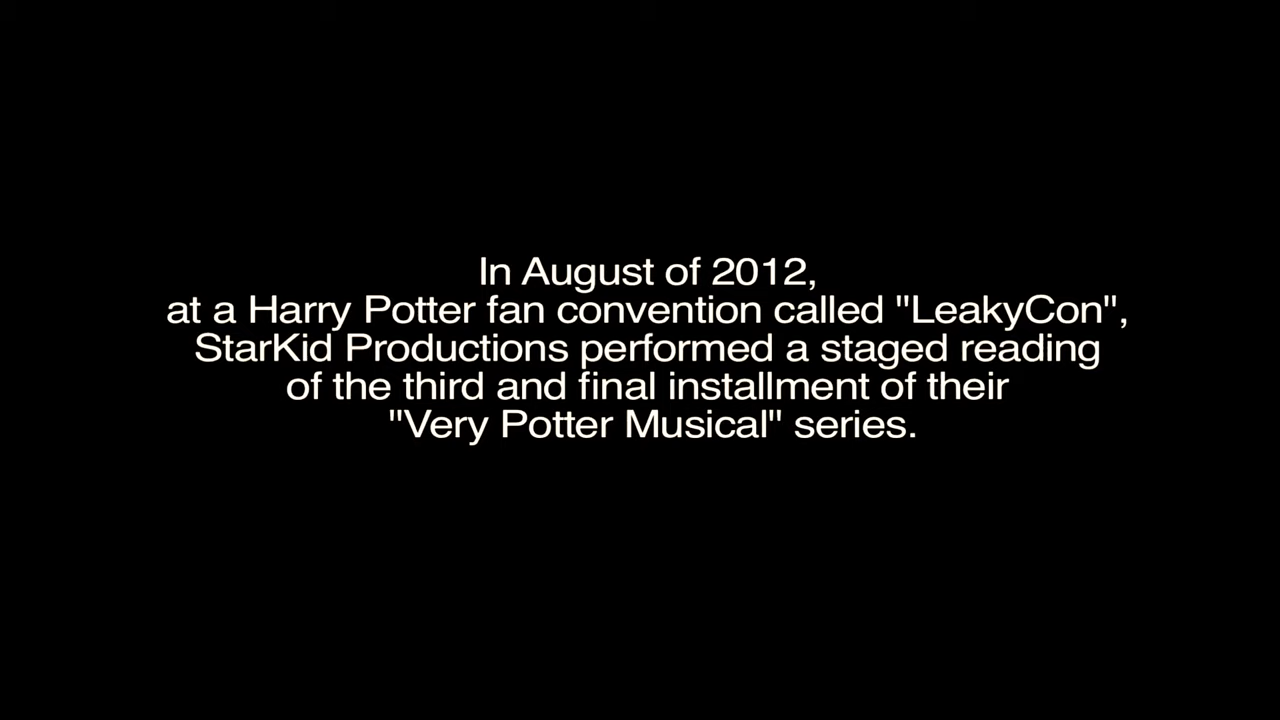 In August of 2012,
at a Harry Potter fan convention called "LeakyCon",
StarKid Productions performed a staged reading
of the third and final installment of their
"Very Potter Musical" series.